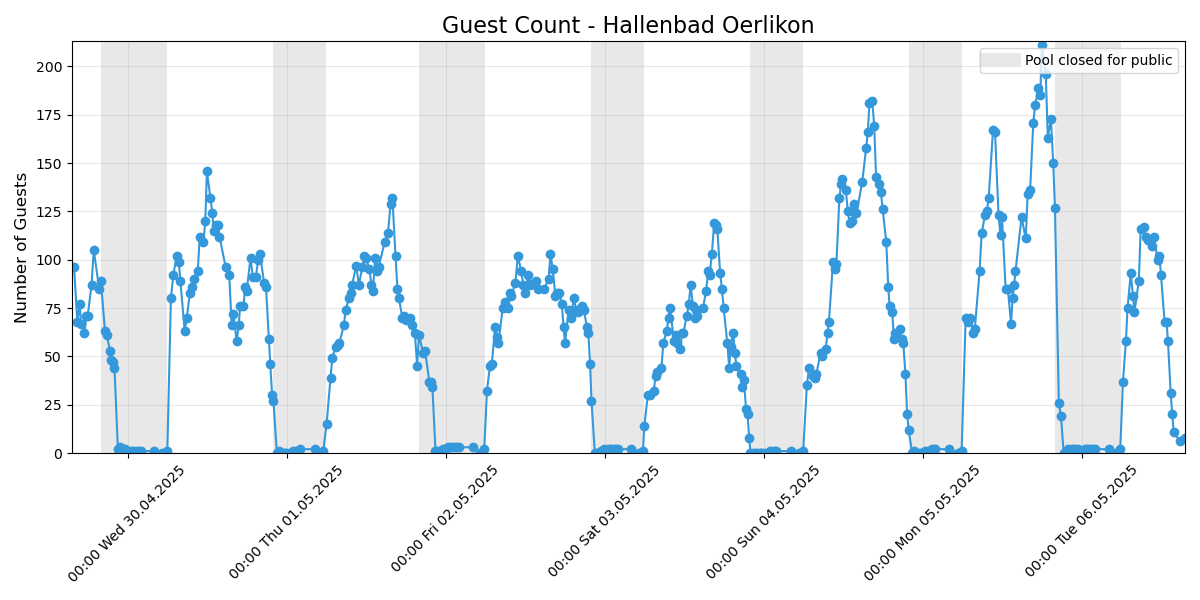 Guest Count - Hallenbad Oerlikon
Pool closed for public
Number of Guests
200
175
150
125
100
75
50
25
0
00:00 Wed 30.04.2025
00:00 Thu 01.05.2025
00:00 Fri 02.05.2025
00:00 Sat 03.05.2025
00:00 Sun 04.05.2025
00:00 Mon 05.05.2025
00:00 Tue 06.05.2025